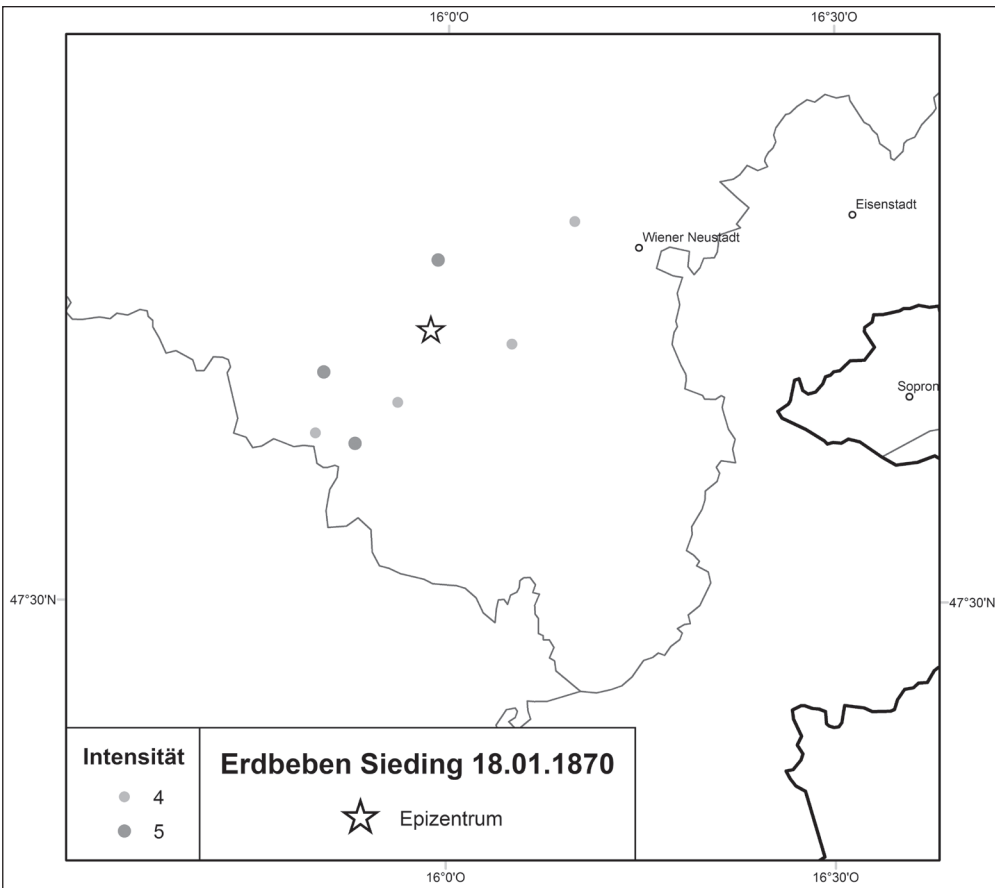 16°0'O
16°30'O
Eisenstadt
Wiener Neustadt
Sopron
47°30'N
47°30'N
Intensität
4
5
Erdbeben Sieding 18.01.1870
Epizentrum
16°0'O
16°30'O